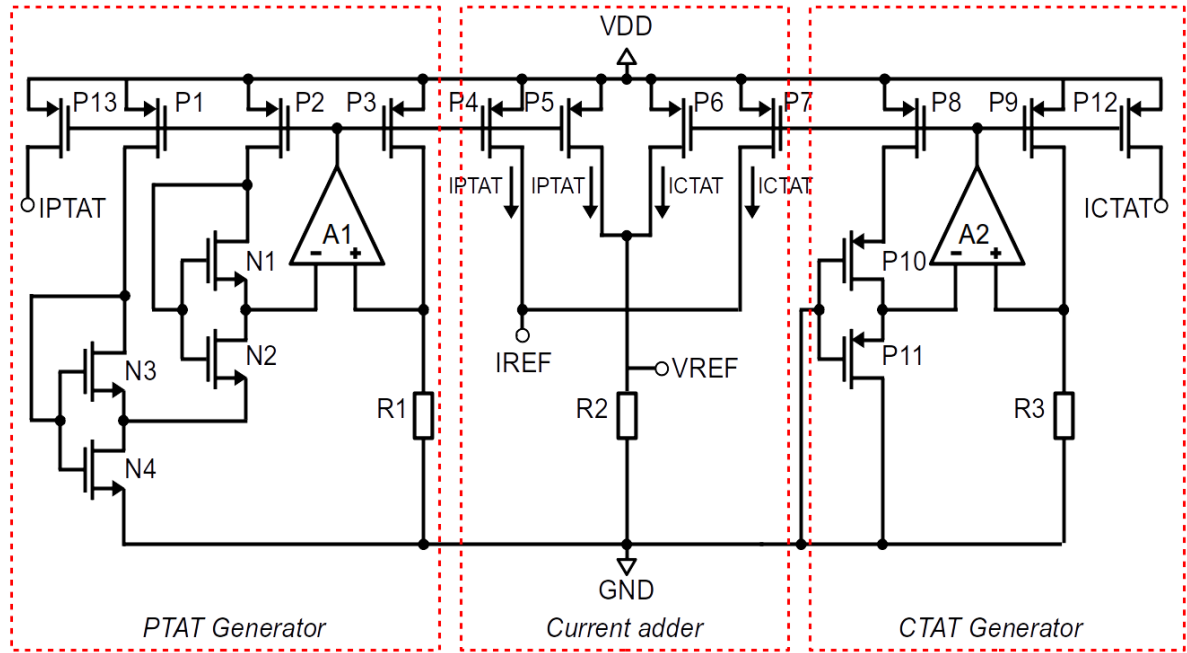 VDD
P13 P1 P2 P3 P4 P5 P6 P7 P8 P9 P12
IPTAT IPTAT ICTAT ICTAT
IPTAT ICTAT
A1 A2
- + - +
N1 P10
N2 P11
IREF
VREF
N3
R1 R2 R3
N4
GND
PTAT Generator Current adder CTAT Generator